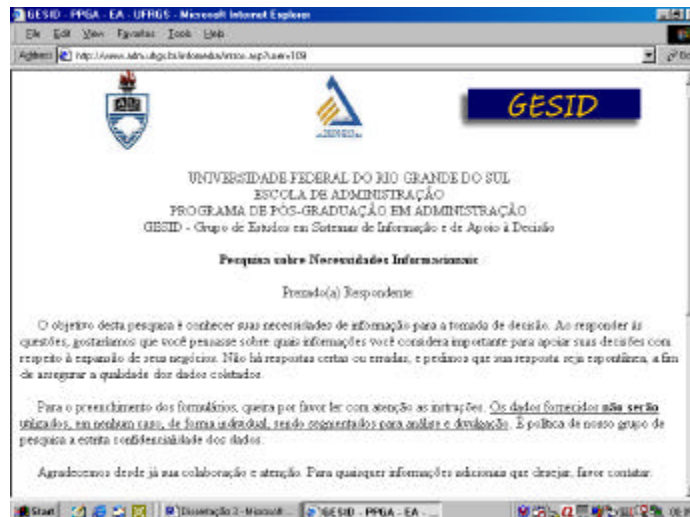 GESID - PPGA - EA - UFRGS - Microsoft Internet Explorer
File Edit View Favorites Tools Help
Address
GESID
UNIVERSIDADE FEDERAL DO RIO GRANDE DO SUL
ESCOLA DE ADMINISTRAÇÃO
PROGRAMA DE PÓS-GRADUAÇÃO EM ADMINISTRAÇÃO
GESID - Grupo de Estudos em Sistemas de Informação e de Apoio à Decisão
Pesquisa sobre Necessidades Informacionais
Prezado(a) Respondente
O objetivo desta pesquisa é conhecer suas necessidades de informação para a tomada de decisão. Ao responder às
questões, gostaríamos que você pensasse sobre quais informações você considera importante para apoiar suas decisões com
respeito à expansão de seus negócios. Não há respostas certas ou erradas, e pedimos que sua resposta seja espontânea, a fim
de assegurar a qualidade dos dados coletados.
Para o preenchimento dos formulários, queira por favor ler com atenção as instruções. Os dados fornecidos não serão
utilizados, em nenhum caso, de forma individual, sendo segmentados para análise e divulgação. É política de nosso grupo de
pesquisa a estrita confidencialidade dos dados.
Agradecemos desde já sua colaboração e atenção. Para quaisquer informações adicionais que desejar, favor contatar.
Start Dissertação 2 - Microsoft ... GESID - PPGA - EA - ...